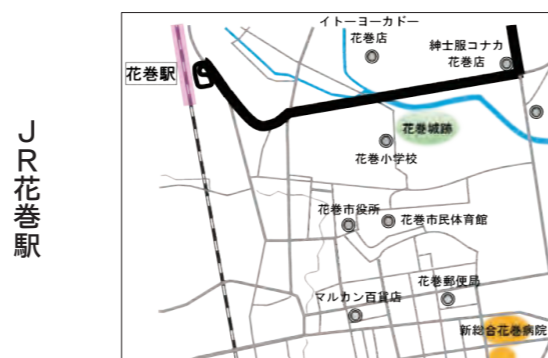 JR花巻駅
イトーヨーカドー
花巻店
紳士服コナカ
花巻店
花巻駅
花巻城跡
花巻小学校
花巻市役所
花巻市民体育館
花巻郵便局
マルカン百貨店
新総合花巻病院